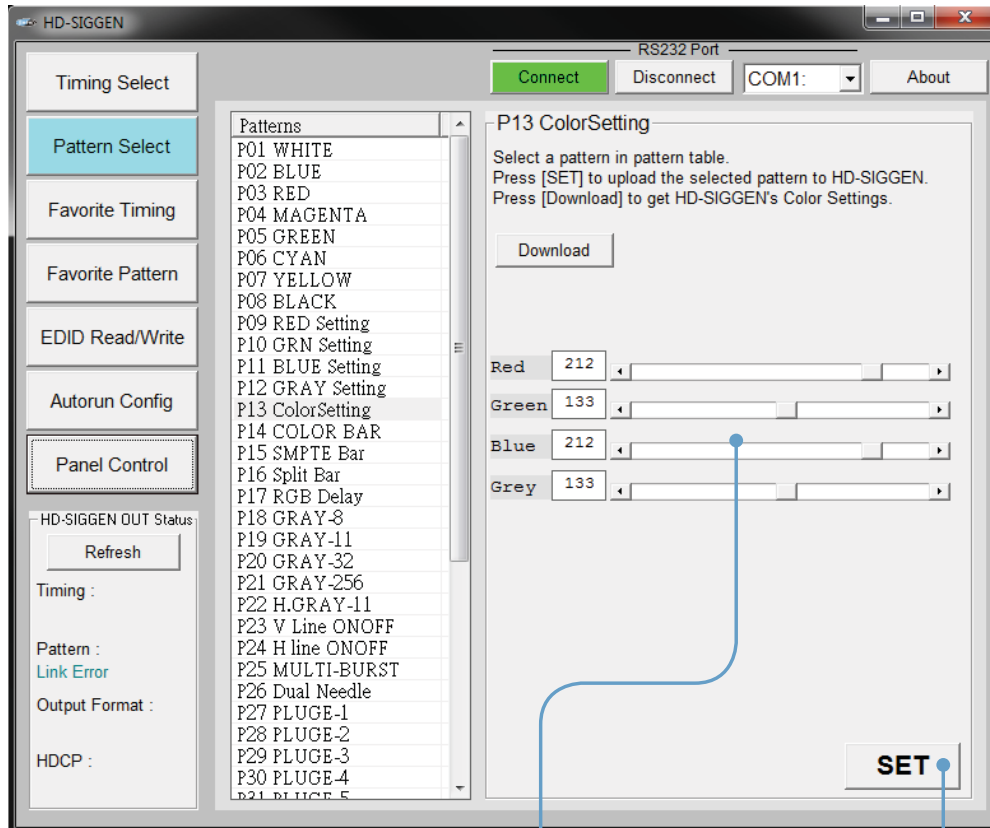 HD-SIGGEN
Timing Select
Pattern Select
Favorite Timing
Favorite Pattern
EDID Read/Write
Autorun Config
Panel Control
HD-SIGGEN OUT Status
Refresh
Timing :
Pattern :
Link Error
Output Format :
HDCP :
RS232 Port
Connect
Disconnect
COM1:
About
Patterns
P01 WHITE
P02 BLUE
P03 RED
P04 MAGENTA
P05 GREEN
P06 CYAN
P07 YELLOW
P08 BLACK
P09 RED Setting
P10 GRN Setting
P11 BLUE Setting
P12 GRAY Setting
P13 ColorSetting
P14 COLOR BAR
P15 SMPTE Bar
P16 Split Bar
P17 RGB Delay
P18 GRAY-8
P19 GRAY-11
P20 GRAY-32
P21 GRAY-256
P22 H.GRAY-11
P23 V Line ONOFF
P24 H line ONOFF
P25 MULTI-BURST
P26 Dual Needle
P27 PLUGE-1
P28 PLUGE-2
P29 PLUGE-3
P30 PLUGE-4
P31 PLUGE-5
P13 ColorSetting
Select a pattern in pattern table.
Press [SET] to upload the selected pattern to HD-SIGGEN.
Press [Download] to get HD-SIGGEN's Color Settings.
Download
Red 212
Green 133
Blue 212
Grey 133
SET